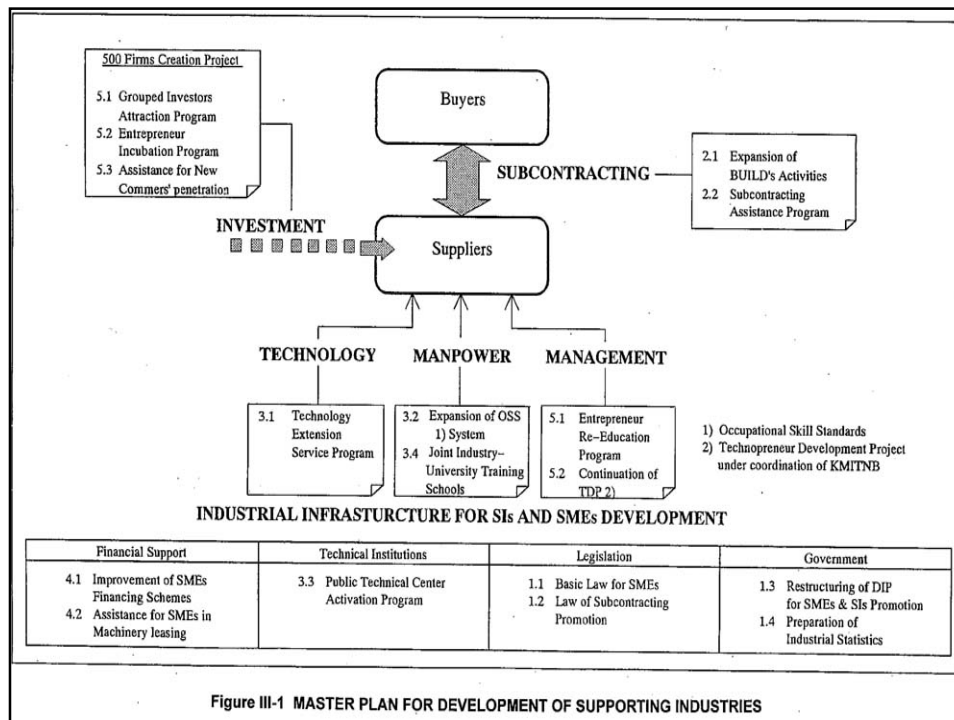 500 Firms Creation Project
5.1 Grouped Investors
Attraction Program
5.2 Entrepreneur
Incubation Program
5.3 Assistance for New
Commers' penetration
Buyers
SUBCONTRACTING
2.1 Expansion of
BUILD's Activities
2.2 Subcontracting
Assistance Program
INVESTMENT
Suppliers
TECHNOLOGY
MANPOWER
MANAGEMENT
3.1 Technology
Extension
Service Program
3.2 Expansion of OSS
1) System
3.4 Joint Industry-
University Training
Schools
5.1 Entrepreneur
Re-Education
Program
5.2 Continuation of
TDP 2)
1) Occupational Skill Standards
2) Technopreneur Development Project
under coordination of KMITNB
INDUSTRIAL INFRASTURCTURE FOR SIs AND SMEs DEVELOPMENT
Financial Support
4.1 Improvement of SMEs
Financing Schemes
4.2 Assistance for SMEs in
Machinery leasing
Technical Institutions
3.3 Public Technical Center
Activation Program
Legislation
1.1 Basic Law for SMEs
1.2 Law of Subcontracting
Promotion
Government
1.3 Restructuring of DIP
for SMEs & SIs Promotion
1.4 Preparation of
Industrial Statistics
Figure III-1 MASTER PLAN FOR DEVELOPMENT OF SUPPORTING INDUSTRIES